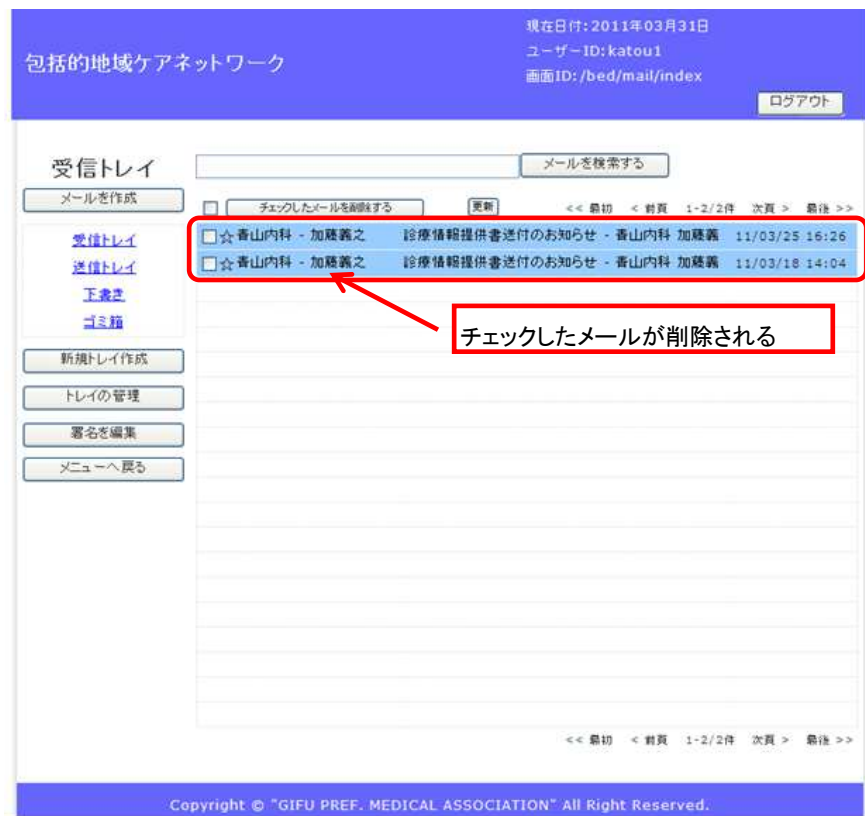 現在日付:2011年03月31日
包括的地域ケアネットワーク
ユーザーID:katou1
画面ID:/bed/mail/index
ログアウト
受信トレイ
メールを検索する
メールを作成
チェックしたメールを削除する 更新 << 最初 < 前頁 1-2/2件 次頁 > 最後 >>
受信トレイ
送信トレイ
下書き
ゴミ箱
新規トレイ作成
トレイの管理
署名を編集
メニューへ戻る
☆青山内科 - 加藤義之 診療情報提供書送付のお知らせ - 青山内科 加藤義 11/03/25 16:26
☆青山内科 - 加藤義之 診療情報提供書送付のお知らせ - 青山内科 加藤義 11/03/18 14:04
チェックしたメールが削除される
<< 最初 < 前頁 1-2/2件 次頁 > 最後 >>
Copyright © "GIFU PREF. MEDICAL ASSOCIATION" All Right Reserved.